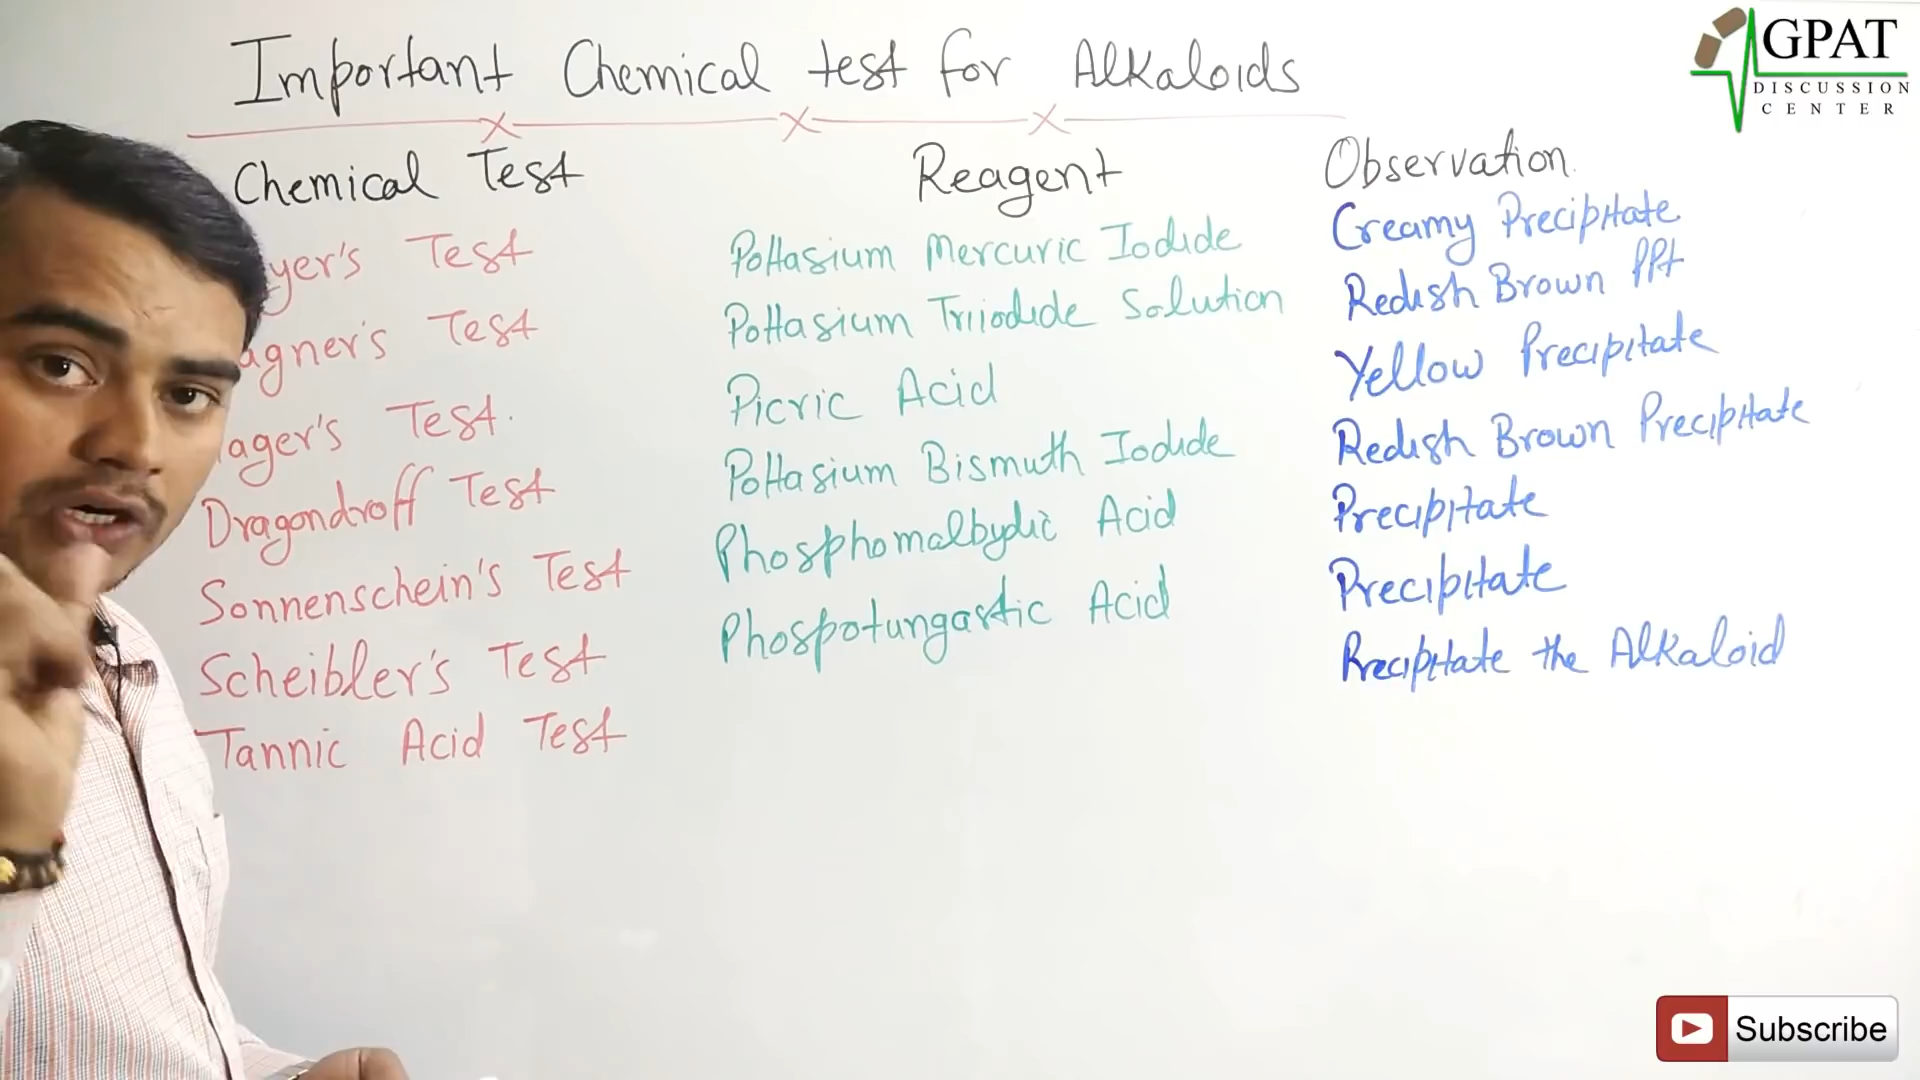 Important Chemical test for Alkaloids
GPAT
DISCUSSION
CENTER
Chemical Test Reagent Observation
yer's Test Pottasium Mercuric Iodide Creamy Precipitate
agner's Test Pottasium Triiodide Solution Redish Brown PPt
ager's Test Picric Acid Yellow Precipitate
Dragondroff Test Pottasium Bismuth Iodide Redish Brown Precipitate
Sonnenschein's Test Phosphomalbydic Acid Precipitate
Scheibler's Test Phospotungastic Acid Precipitate
Tannic Acid Test Precipitate the Alkaloid
Subscribe